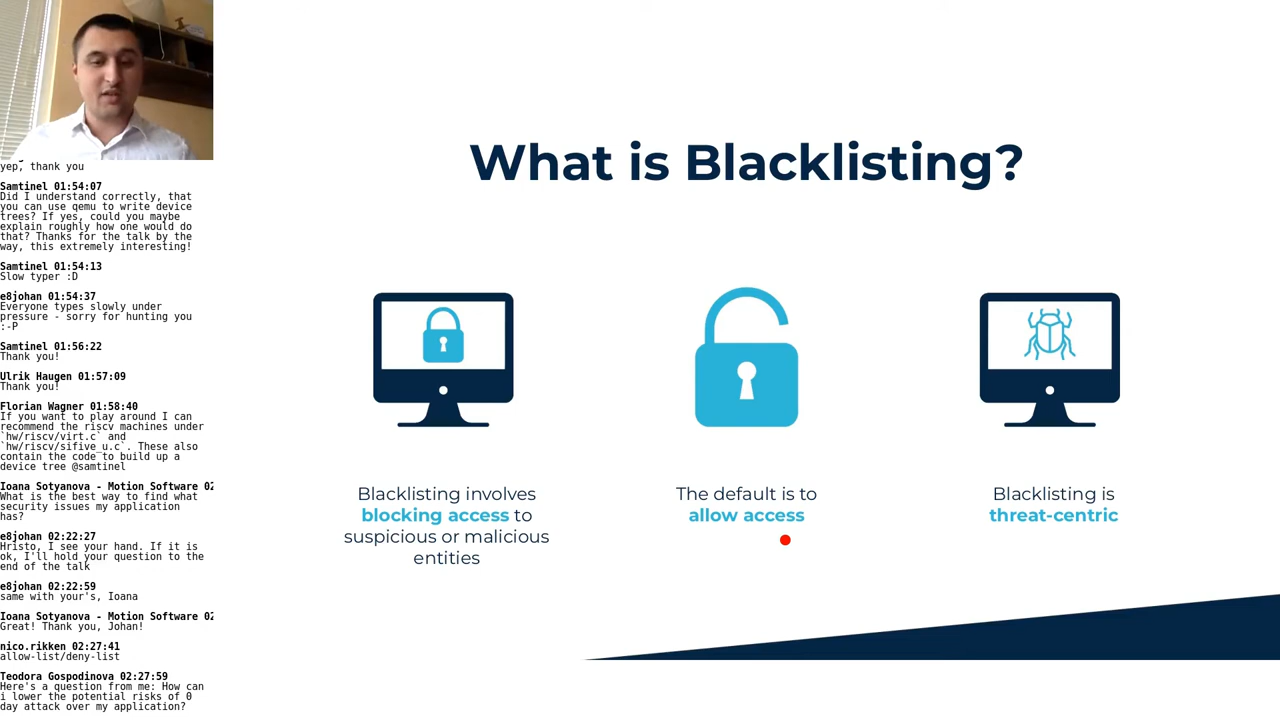 What is Blacklisting?
Blacklisting involves
blocking access to
suspicious or malicious
entities
The default is to
allow access
Blacklisting is
threat-centric
yep, thank you
Samtinel 01:54:07
Did I understand correctly, that
you can use qemu to write device
trees? If yes, could you maybe
explain roughly how one would do
that? Thanks for the talk by the
way, this extremely interesting!
Samtinel 01:54:13
Slow typer :D
e8johan 01:54:37
Everyone types slowly under
pressure - sorry for hunting you
:-P
Samtinel 01:56:22
Thank you!
Ulrik Haugen 01:57:09
Thank you!
Florian Wagner 01:58:40
If you want to play around I can
recommend the riscv machines under
`hw/riscv/virt.c` and
`hw/riscv/sifive_u.c`. These also
contain the code to build up a
device tree @samtinel
Ioana Sotyanova - Motion Software 02
What is the best way to find what
security issues my application
has?
e8johan 02:22:27
Hristo, I see your hand. If it is
ok, I'll hold your question to the
end of the talk
e8johan 02:22:59
same with your's, Ioana
Ioana Sotyanova - Motion Software 02
Great! Thank you, Johan!
nico.rikken 02:27:41
allow-list/deny-list
Teodora Gospodinova 02:27:59
Here's a question from me: How can
i lower the potential risks of 0
day attack over my application?